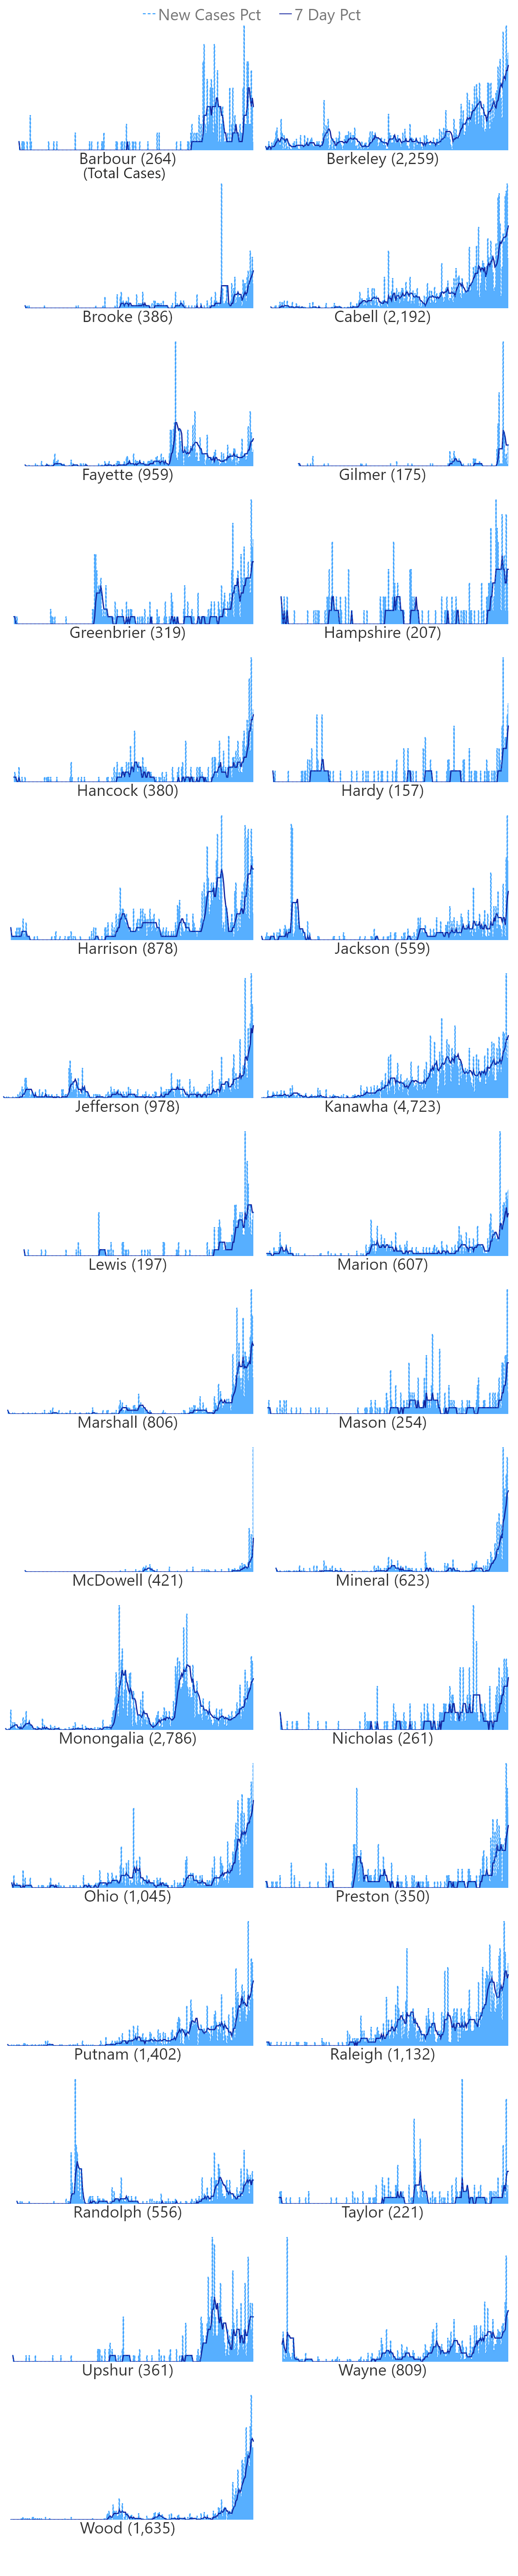 New Cases Pct 7 Day Pct
Barbour (264) Berkeley (2,259)
(Total Cases)
Brooke (386) Cabell (2,192)
Fayette (959) Gilmer (175)
Greenbrier (319) Hampshire (207)
Hancock (380) Hardy (157)
Harrison (878) Jackson (559)
Jefferson (978) Kanawha (4,723)
Lewis (197) Marion (607)
Marshall (806) Mason (254)
McDowell (421) Mineral (623)
Monongalia (2,786) Nicholas (261)
Ohio (1,045) Preston (350)
Putnam (1,402) Raleigh (1,132)
Randolph (556) Taylor (221)
Upshur (361) Wayne (809)
Wood (1,635)